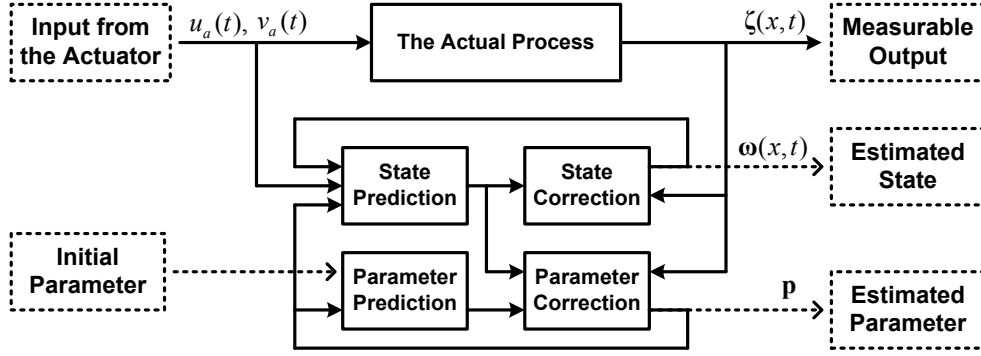 Input from
the Actuator
u_a(t), v_a(t)
The Actual Process
ζ(x,t)
Measurable
Output
State
Prediction
State
Correction
ω(x,t)
Estimated
State
Initial
Parameter
Parameter
Prediction
Parameter
Correction
p
Estimated
Parameter